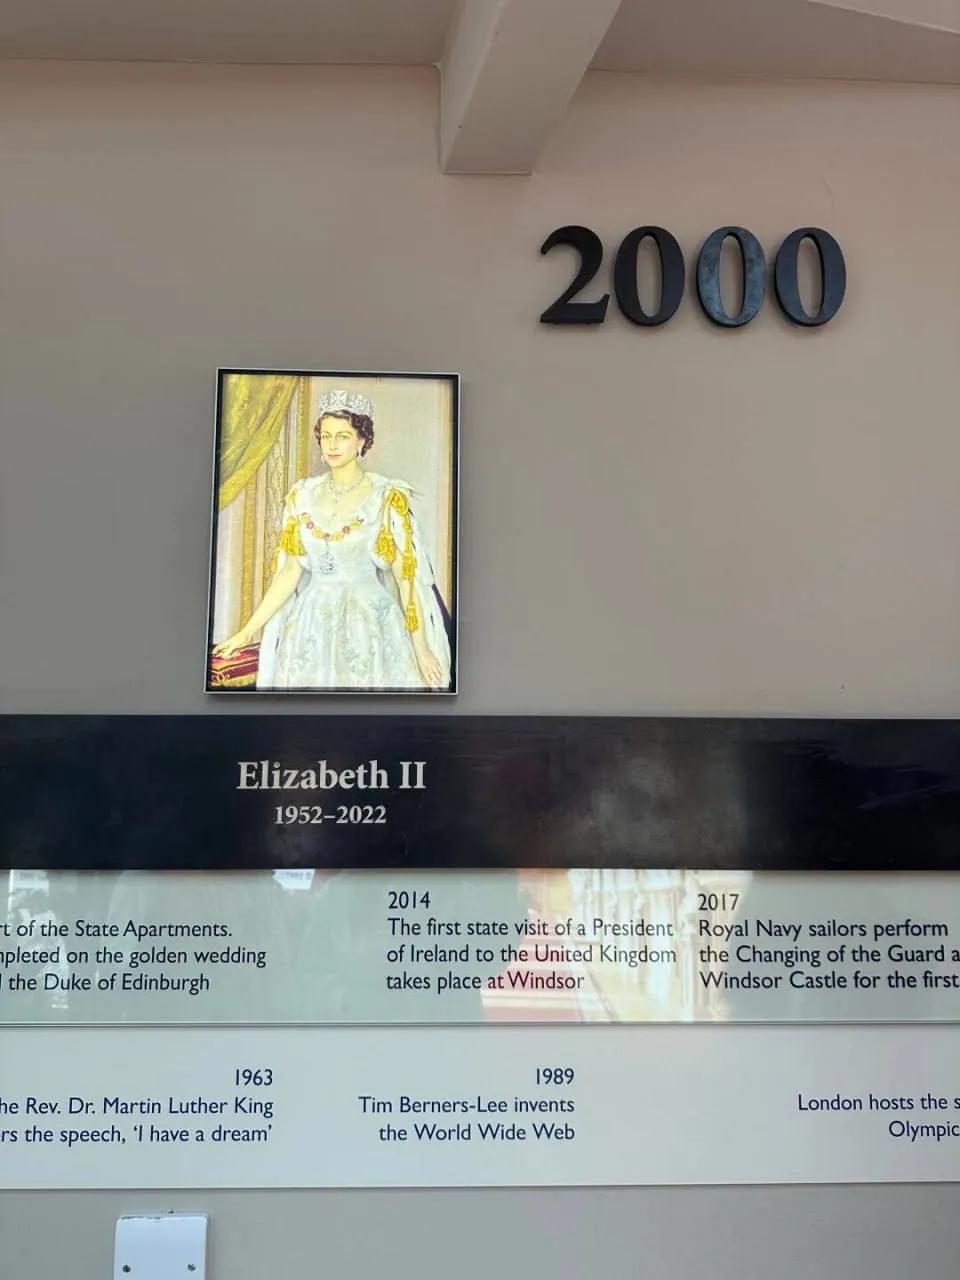 2000
Elizabeth II
1952–2022
of the State Apartments.
on the golden wedding
the Duke of Edinburgh
2014
The first state visit of a President
of Ireland to the United Kingdom
takes place at Windsor
2017
Royal Navy sailors perform
the Changing of the Guard a
Windsor Castle for the first
1963
he Rev. Dr. Martin Luther King
rs the speech, ‘I have a dream’
1989
Tim Berners-Lee invents
the World Wide Web
London hosts the s
Olympic